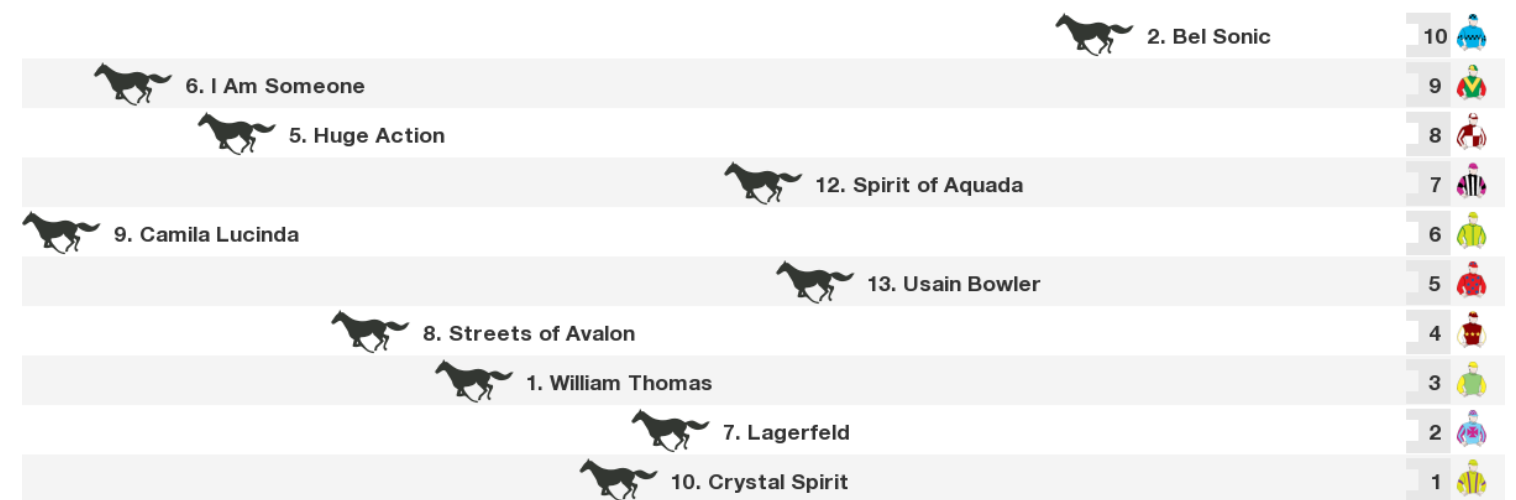 2. Bel Sonic 10
6. I Am Someone 9
5. Huge Action 8
12. Spirit of Aquada 7
9. Camila Lucinda 6
13. Usain Bowler 5
8. Streets of Avalon 4
1. William Thomas 3
7. Lagerfeld 2
10. Crystal Spirit 1